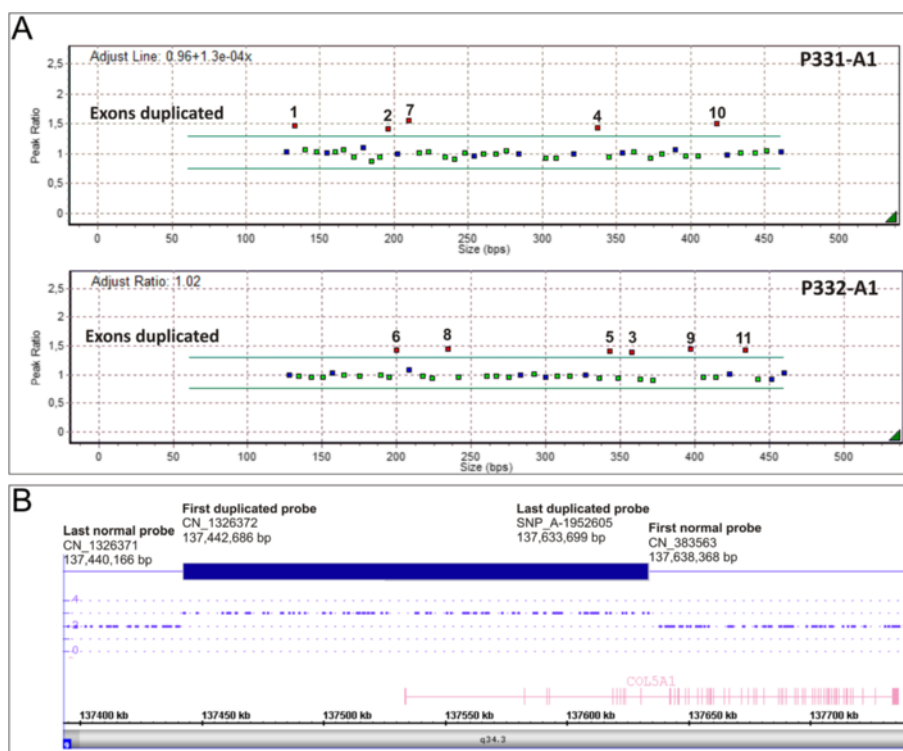 A
Adjust Line: 0.96+1.3e-04x
P331-A1
Exons duplicated
1 2 7 4 10
2,5
2
1,5
1
0,5
0
Peak Ratio
0 50 100 150 200 250 300 350 400 450 500
Size (bps)
Adjust Ratio: 1.02
P332-A1
Exons duplicated
6 8 5 3 9 11
2,5
2
1,5
1
0,5
0
Peak Ratio
0 50 100 150 200 250 300 350 400 450 500
Size (bps)
B
Last normal probe
CN_1326371
137,440,166 bp
First duplicated probe
CN_1326372
137,442,686 bp
Last duplicated probe
SNP_A-1952605
137,633,699 bp
First normal probe
CN_383563
137,638,368 bp
4
2
0
COL5A1
137400 kb 137450 kb 137500 kb 137550 kb 137600 kb 137650 kb 137700 kb
q34.3
9